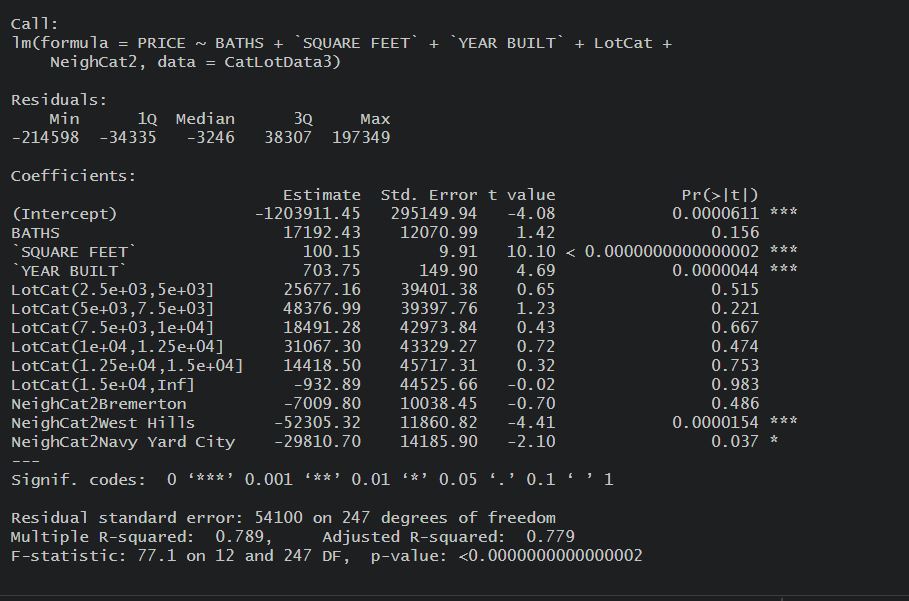 Call:
lm(formula = PRICE ~ BATHS + `SQUARE FEET` + `YEAR BUILT` + LotCat +
    NeighCat2, data = CatLotData3)
Residuals:
    Min      1Q  Median      3Q     Max
-214598  -34335   -3246   38307  197349
Coefficients:
                            Estimate  Std. Error t value             Pr(>|t|)
(Intercept)              -1203911.45   295149.94   -4.08            0.0000611 ***
BATHS                       17192.43    12070.99    1.42                0.156
`SQUARE FEET`                 100.15        9.91   10.10 < 0.0000000000000002 ***
`YEAR BUILT`                  703.75      149.90    4.69            0.0000044 ***
LotCat(2.5e+03,5e+03]       25677.16    39401.38    0.65                0.515
LotCat(5e+03,7.5e+03]       48376.99    39397.76    1.23                0.221
LotCat(7.5e+03,1e+04]       18491.28    42973.84    0.43                0.667
LotCat(1e+04,1.25e+04]      31067.30    43329.27    0.72                0.474
LotCat(1.25e+04,1.5e+04]    14418.50    45717.31    0.32                0.753
LotCat(1.5e+04,Inf]          -932.89    44525.66   -0.02                0.983
NeighCat2Bremerton          -7009.80    10038.45   -0.70                0.486
NeighCat2West Hills        -52305.32    11860.82   -4.41            0.0000154 ***
NeighCat2Navy Yard City    -29810.70    14185.90   -2.10                0.037 *
---
Signif. codes:  0 ‘***’ 0.001 ‘**’ 0.01 ‘*’ 0.05 ‘.’ 0.1 ‘ ’ 1
Residual standard error: 54100 on 247 degrees of freedom
Multiple R-squared:  0.789,     Adjusted R-squared:  0.779
F-statistic: 77.1 on 12 and 247 DF,  p-value: <0.0000000000000002